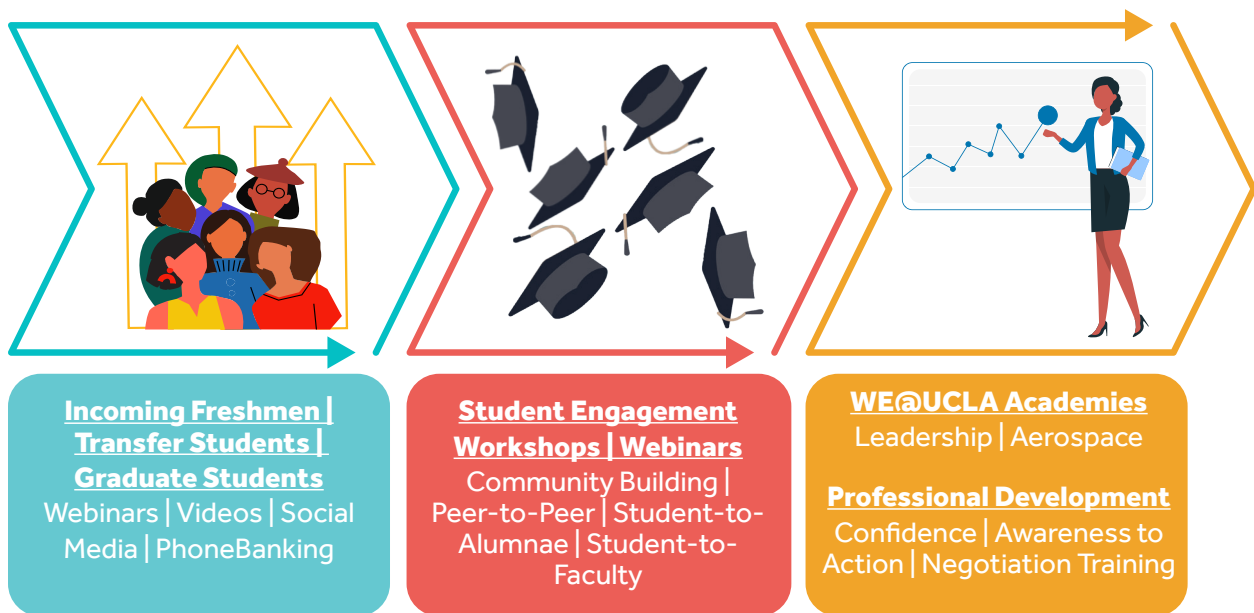 Incoming Freshmen |
Transfer Students |
Graduate Students
Webinars | Videos | Social
Media | PhoneBanking
Student Engagement
Workshops | Webinars
Community Building |
Peer-to-Peer | Student-to-
Alumnae | Student-to-
Faculty
WE@UCLA Academies
Leadership | Aerospace
Professional Development
Confidence | Awareness to
Action | Negotiation Training